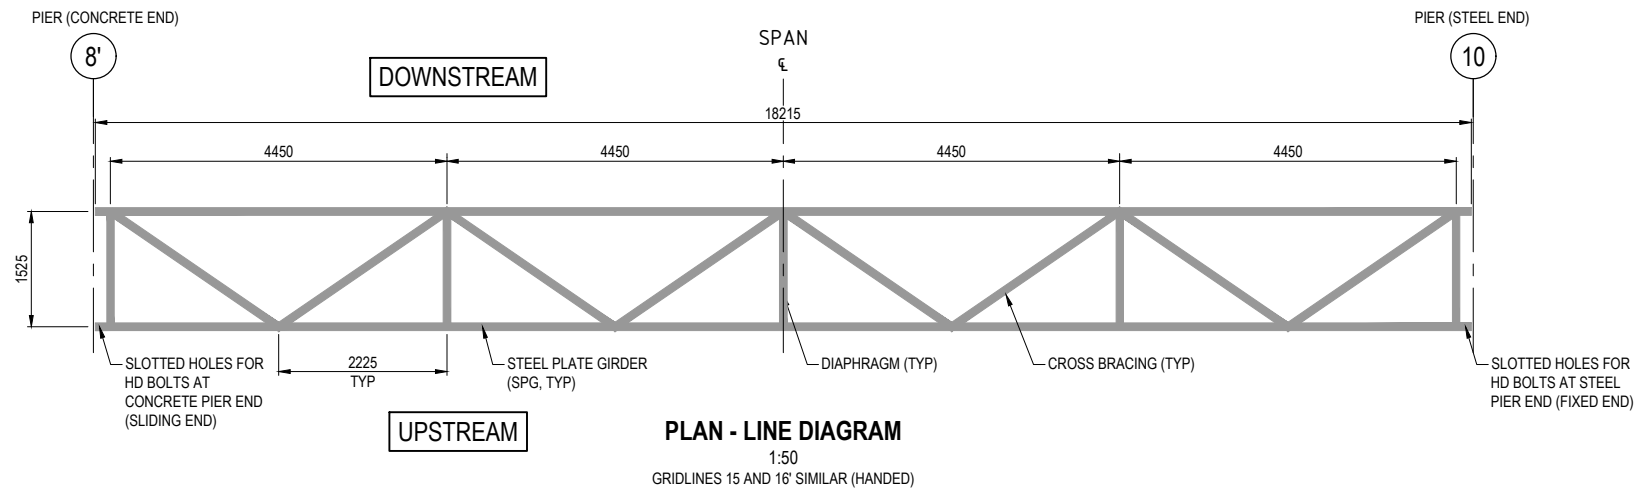 PIER (CONCRETE END)
8'
DOWNSTREAM
SPAN
℄
PIER (STEEL END)
10
18215
4450
4450
4450
4450
1525
2225
TYP
SLOTTED HOLES FOR
HD BOLTS AT
CONCRETE PIER END
(SLIDING END)
STEEL PLATE GIRDER
(SPG, TYP)
DIAPHRAGM (TYP)
CROSS BRACING (TYP)
SLOTTED HOLES FOR
HD BOLTS AT STEEL
PIER END (FIXED END)
UPSTREAM
PLAN - LINE DIAGRAM
1:50
GRIDLINES 15 AND 16' SIMILAR (HANDED)